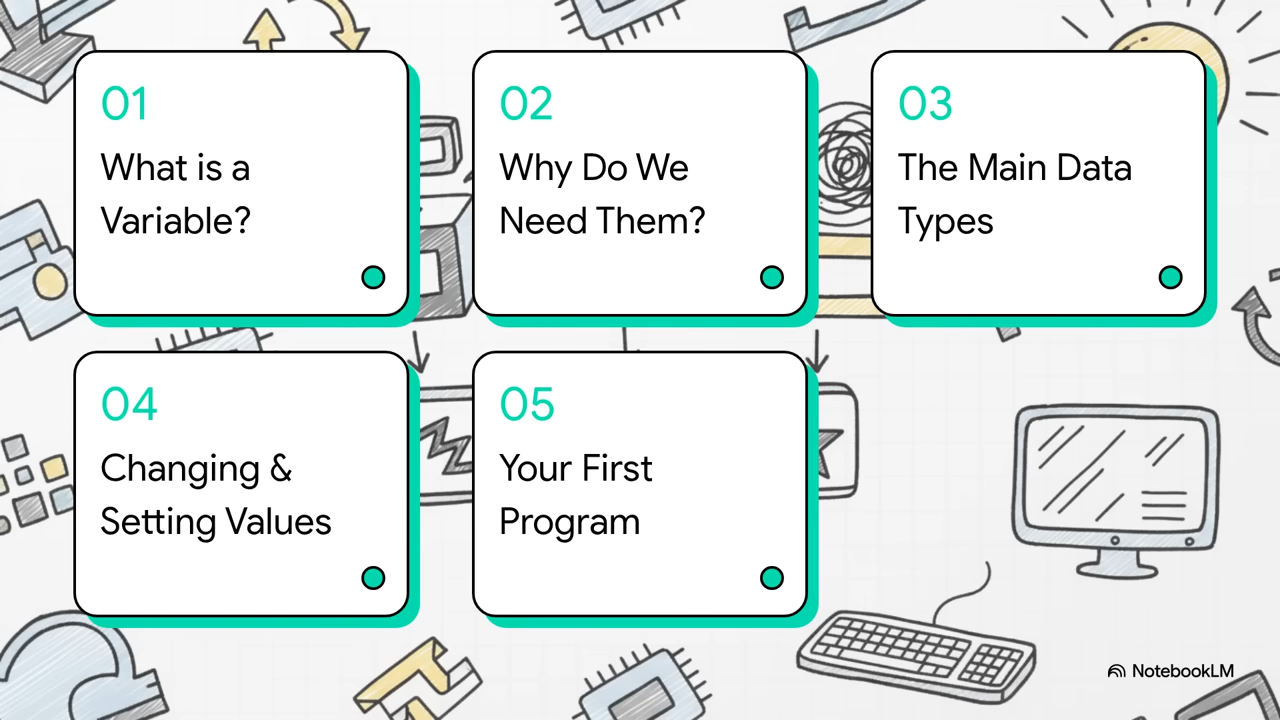 01
What is a
Variable?
02
Why Do We
Need Them?
03
The Main Data
Types
04
Changing &
Setting Values
05
Your First
Program
NotebookLM